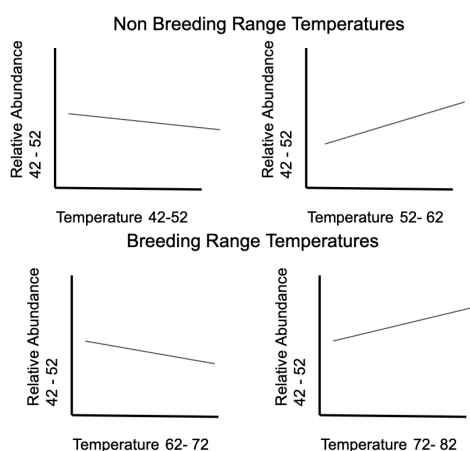 Non Breeding Range Temperatures
Relative Abundance
42 - 52
Temperature 42-52
Relative Abundance
42 - 52
Temperature 52- 62
Breeding Range Temperatures
Relative Abundance
42 - 52
Temperature 62- 72
Relative Abundance
42 - 52
Temperature 72- 82